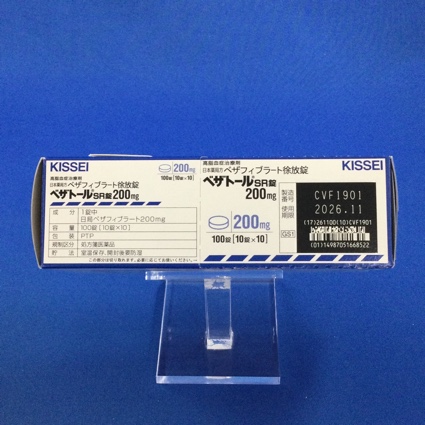 KISSEI
高脂血症治療剤
日本薬局方 ベザフィブラート徐放錠
ベザトール®SR錠200mg
200mg
100錠[10錠×10]
成分 1錠中
日局ベザフィブラート200mg
容量 100錠[10錠×10]
包装 PTP
規制区分 処方箋医薬品
貯法 室温保存、開封後要防湿
KISSEI
高脂血症治療剤
日本薬局方 ベザフィブラート徐放錠
ベザトール®SR錠
200mg
200mg
100錠[10錠×10]
製造番号 CVF1901
使用期限 2026.11
(17)261100(10)CVF1901
GS1
(01)14987051668522